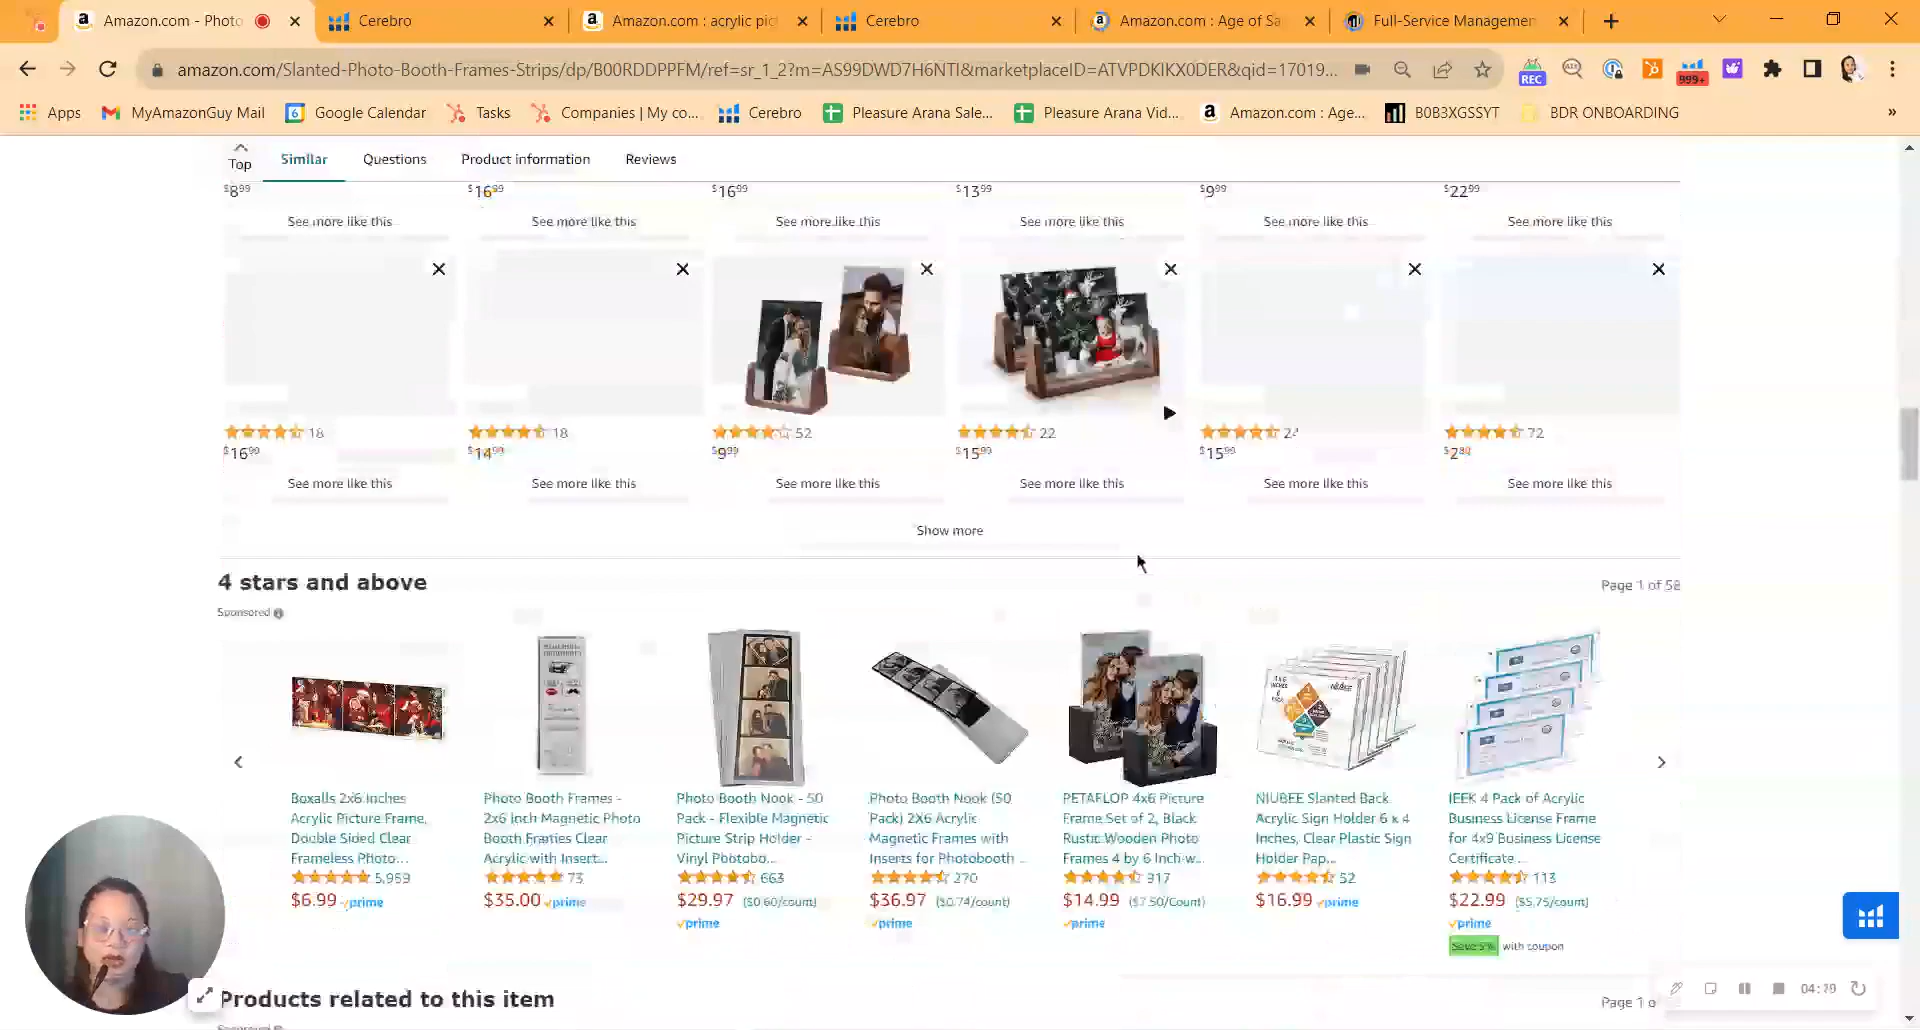 Amazon.com - Photo
Cerebro
Amazon.com : acrylic pic
Cerebro
Amazon.com : Age of Sa
Full-Service Managemen
amazon.com/Slanted-Photo-Booth-Frames-Strips/dp/B00RDDPPFM/ref=sr_1_2?m=AS99DWD7H6NTI&marketplaceID=ATVPDKIKX0DER&qid=17019...
REC
999+
Apps
MyAmazonGuy Mail
6
Google Calendar
Tasks
Companies | My co...
Cerebro
Pleasure Arana Sale...
Pleasure Arana Vid...
Amazon.com : Age...
B0B3XGSSYT
BDR ONBOARDING
»
Top
Similar
Questions
Product information
Reviews
$8.99 $16.99 $16.99 $13.99 $9.99 $22.99
See more like this See more like this See more like this See more like this See more like this See more like this
18 18 52 22 24 72
$16.99 $14.99 $9.99 $15.99 $15.99
See more like this See more like this See more like this See more like this See more like this See more like this
Show more
4 stars and above
Page 1 of 58
Sponsored
Boxalls 2x6 Inches
Acrylic Picture Frame,
Double Sided Clear
Frameless Photo...
5,959
$6.99 prime
Photo Booth Frames -
2x6 Inch Magnetic Photo
Booth Frames Clear
Acrylic with Insert...
73
$35.00 prime
Photo Booth Nook - 50
Pack - Flexible Magnetic
Picture Strip Holder -
Vinyl Photobo...
663
$29.97 ($0.60/count)
prime
Photo Booth Nook (50
Pack) 2X6 Acrylic
Magnetic Frames with
Inserts for Photobooth ...
270
$36.97 ($0.74/count)
prime
PETAFLOP 4x6 Picture
Frame Set of 2, Black
Rustic Wooden Photo
Frames 4 by 6 Inch w...
917
$14.99 ($7.50/Count)
prime
NIUBEE Slanted Back
Acrylic Sign Holder 6 x 4
Inches, Clear Plastic Sign
Holder Pap...
52
$16.99 prime
IEEK 4 Pack of Acrylic
Business License Frame
for 4x9 Business License
Certificate...
113
$22.99 ($5.75/count)
prime
Save 5% with coupon
Products related to this item
Page 1 o
04:29